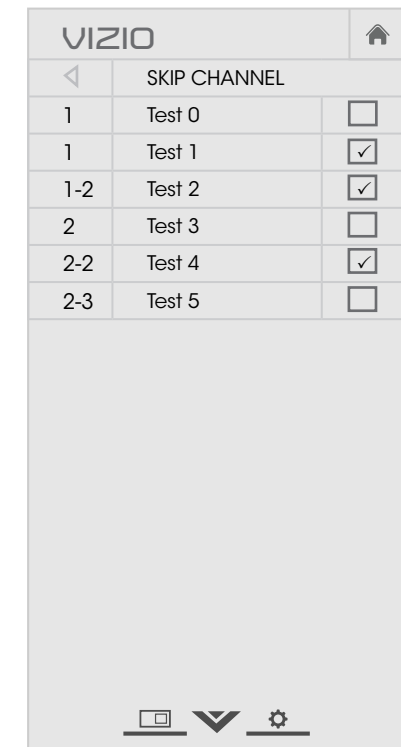 VIZIO
SKIP CHANNEL
1 Test 0
1 Test 1
1-2 Test 2
2 Test 3
2-2 Test 4
2-3 Test 5